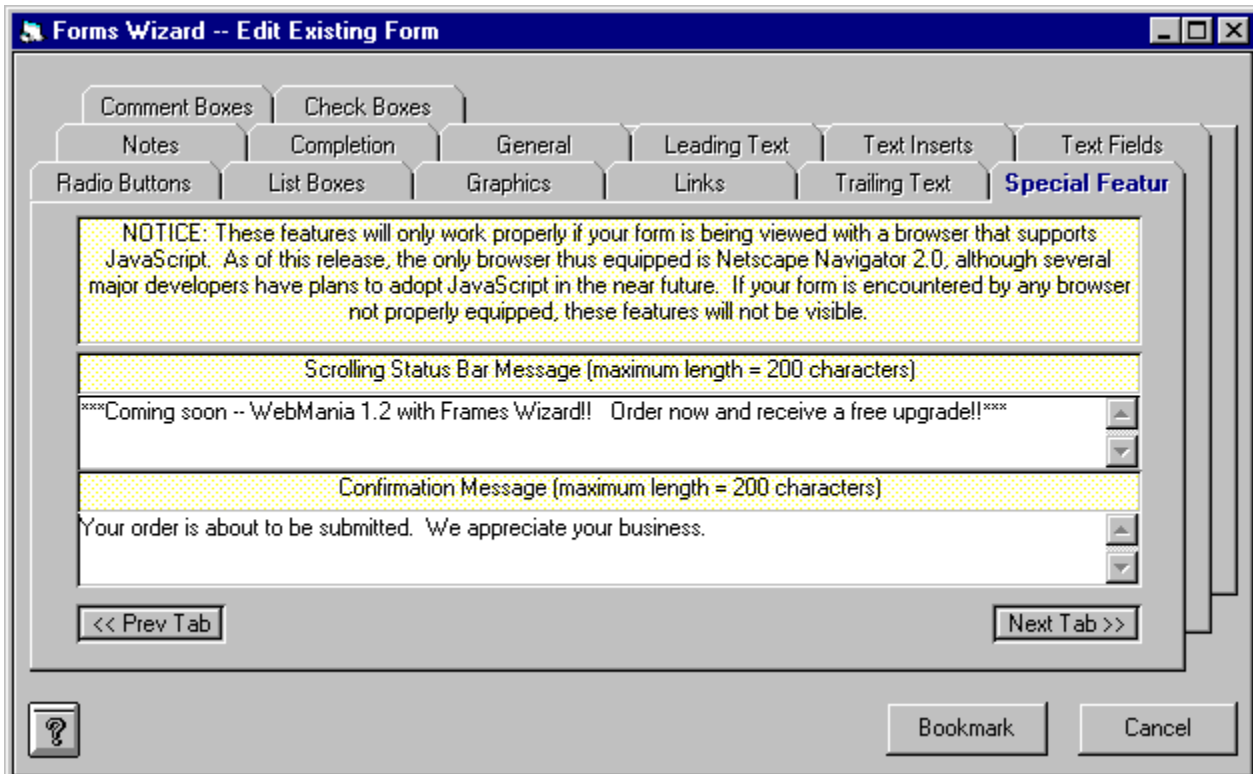 Forms Wizard -- Edit Existing Form
Comment Boxes Check Boxes
Notes Completion General Leading Text Text Inserts Text Fields
Radio Buttons List Boxes Graphics Links Trailing Text Special Featur
NOTICE: These features will only work properly if your form is being viewed with a browser that supports
JavaScript.  As of this release, the only browser thus equipped is Netscape Navigator 2.0, although several
major developers have plans to adopt JavaScript in the near future.  If your form is encountered by any browser
not properly equipped, these features will not be visible.
Scrolling Status Bar Message (maximum length = 200 characters)
***Coming soon -- WebMania 1.2 with Frames Wizard!!   Order now and receive a free upgrade!!***
Confirmation Message (maximum length = 200 characters)
Your order is about to be submitted.  We appreciate your business.
<< Prev Tab Next Tab >>
? Bookmark Cancel